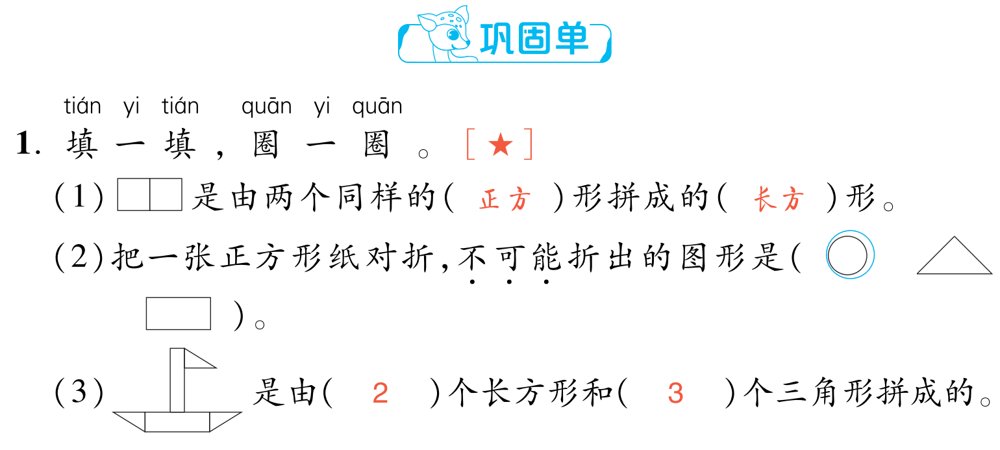 巩固单
tián yi tián quān yi quān
1. 填一填，圈一圈。[★]
(1) 是由两个同样的( 正方 )形拼成的( 长方 )形。
(2)把一张正方形纸对折,不可能折出的图形是(
)。
(3) 是由( 2 )个长方形和( 3 )个三角形拼成的。